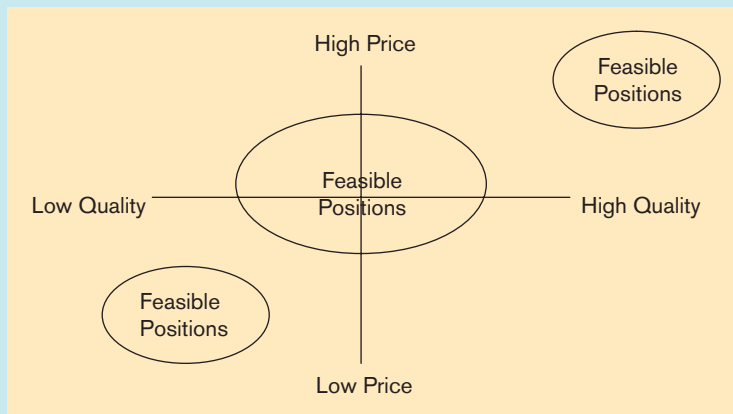 High Price
Feasible
Positions
Feasible
Positions
Low Quality
High Quality
Feasible
Positions
Low Price